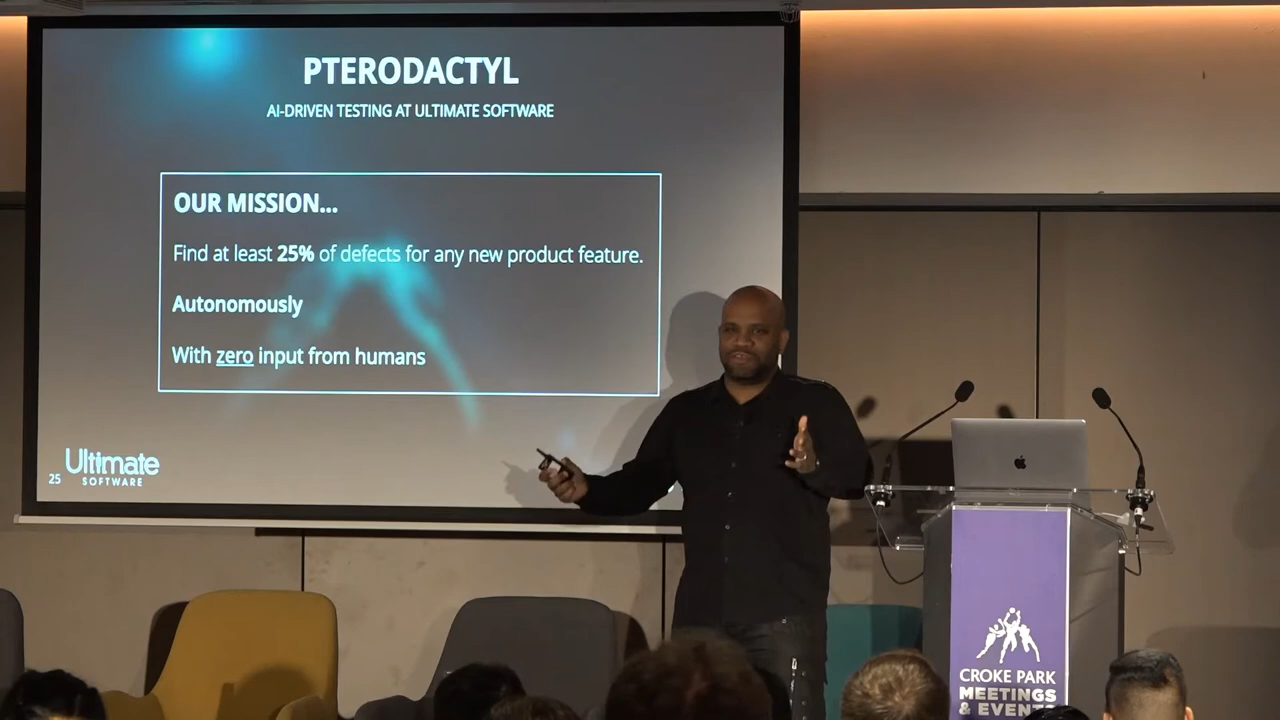 PTERODACTYL
AI-DRIVEN TESTING AT ULTIMATE SOFTWARE
OUR MISSION...
Find at least 25% of defects for any new product feature.
Autonomously
With zero input from humans
25
Ultimate
SOFTWARE
CROKE PARK
MEETINGS
& EVENTS